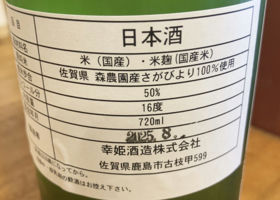 日本酒
米（国産）・米麹（国産米）
佐賀県 森農園産さがびより100%使用
50%
16度
720ml
2025.8
幸姫酒造株式会社
佐賀県鹿島市古枝甲599